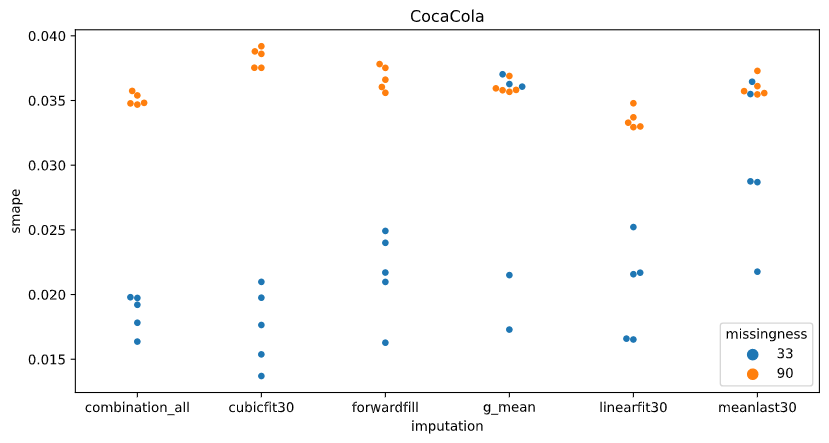 CocaCola
0.040
0.035
0.030
0.025
0.020
0.015
smape
combination_all cubicfit30 forwardfill g_mean linearfit30 meanlast30
imputation
missingness
33
90